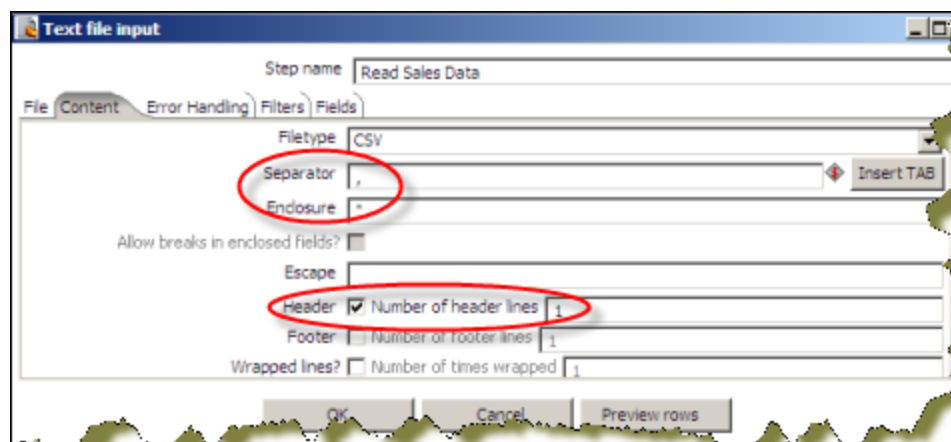 Text file input
Step name Read Sales Data
File Content Error Handling Filters Fields
Filetype CSV
Separator , Insert TAB
Enclosure "
Allow breaks in enclosed fields?
Escape
Header Number of header lines 1
Footer Number of footer lines 1
Wrapped lines? Number of times wrapped 1
OK Cancel Preview rows